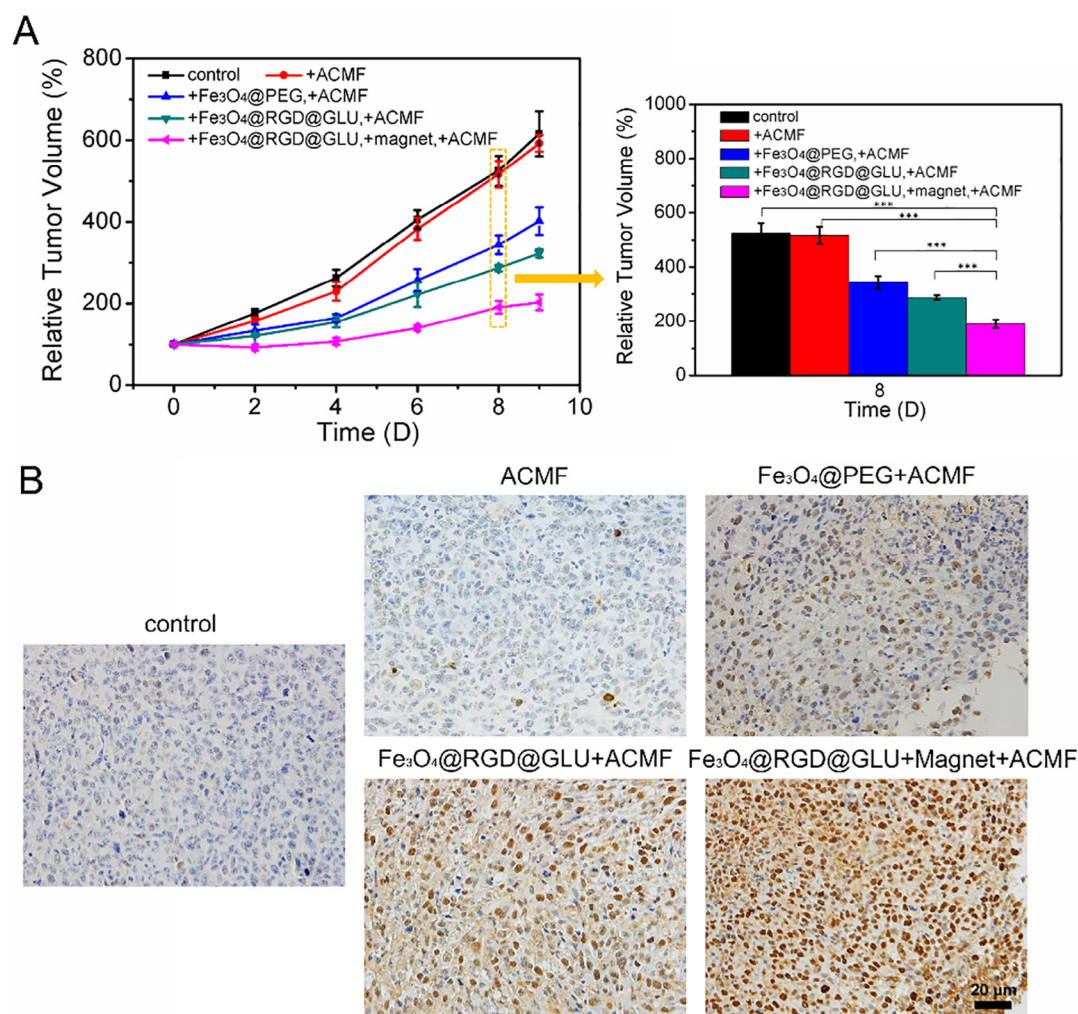 A
800
600
400
200
0
Relative Tumor Volume (%)
control +ACMF
+Fe₃O₄@PEG,+ACMF
+Fe₃O₄@RGD@GLU,+ACMF
+Fe₃O₄@RGD@GLU,+magnet,+ACMF
0 2 4 6 8 10
Time (D)
1000
800
600
400
200
0
Relative Tumor Volume (%)
control
+ACMF
+Fe₃O₄@PEG,+ACMF
+Fe₃O₄@RGD@GLU,+ACMF
+Fe₃O₄@RGD@GLU,+magnet,+ACMF
***
***
***
***
8
Time (D)
B
control
ACMF
Fe₃O₄@PEG+ACMF
Fe₃O₄@RGD@GLU+ACMF
Fe₃O₄@RGD@GLU+Magnet+ACMF
20 μm